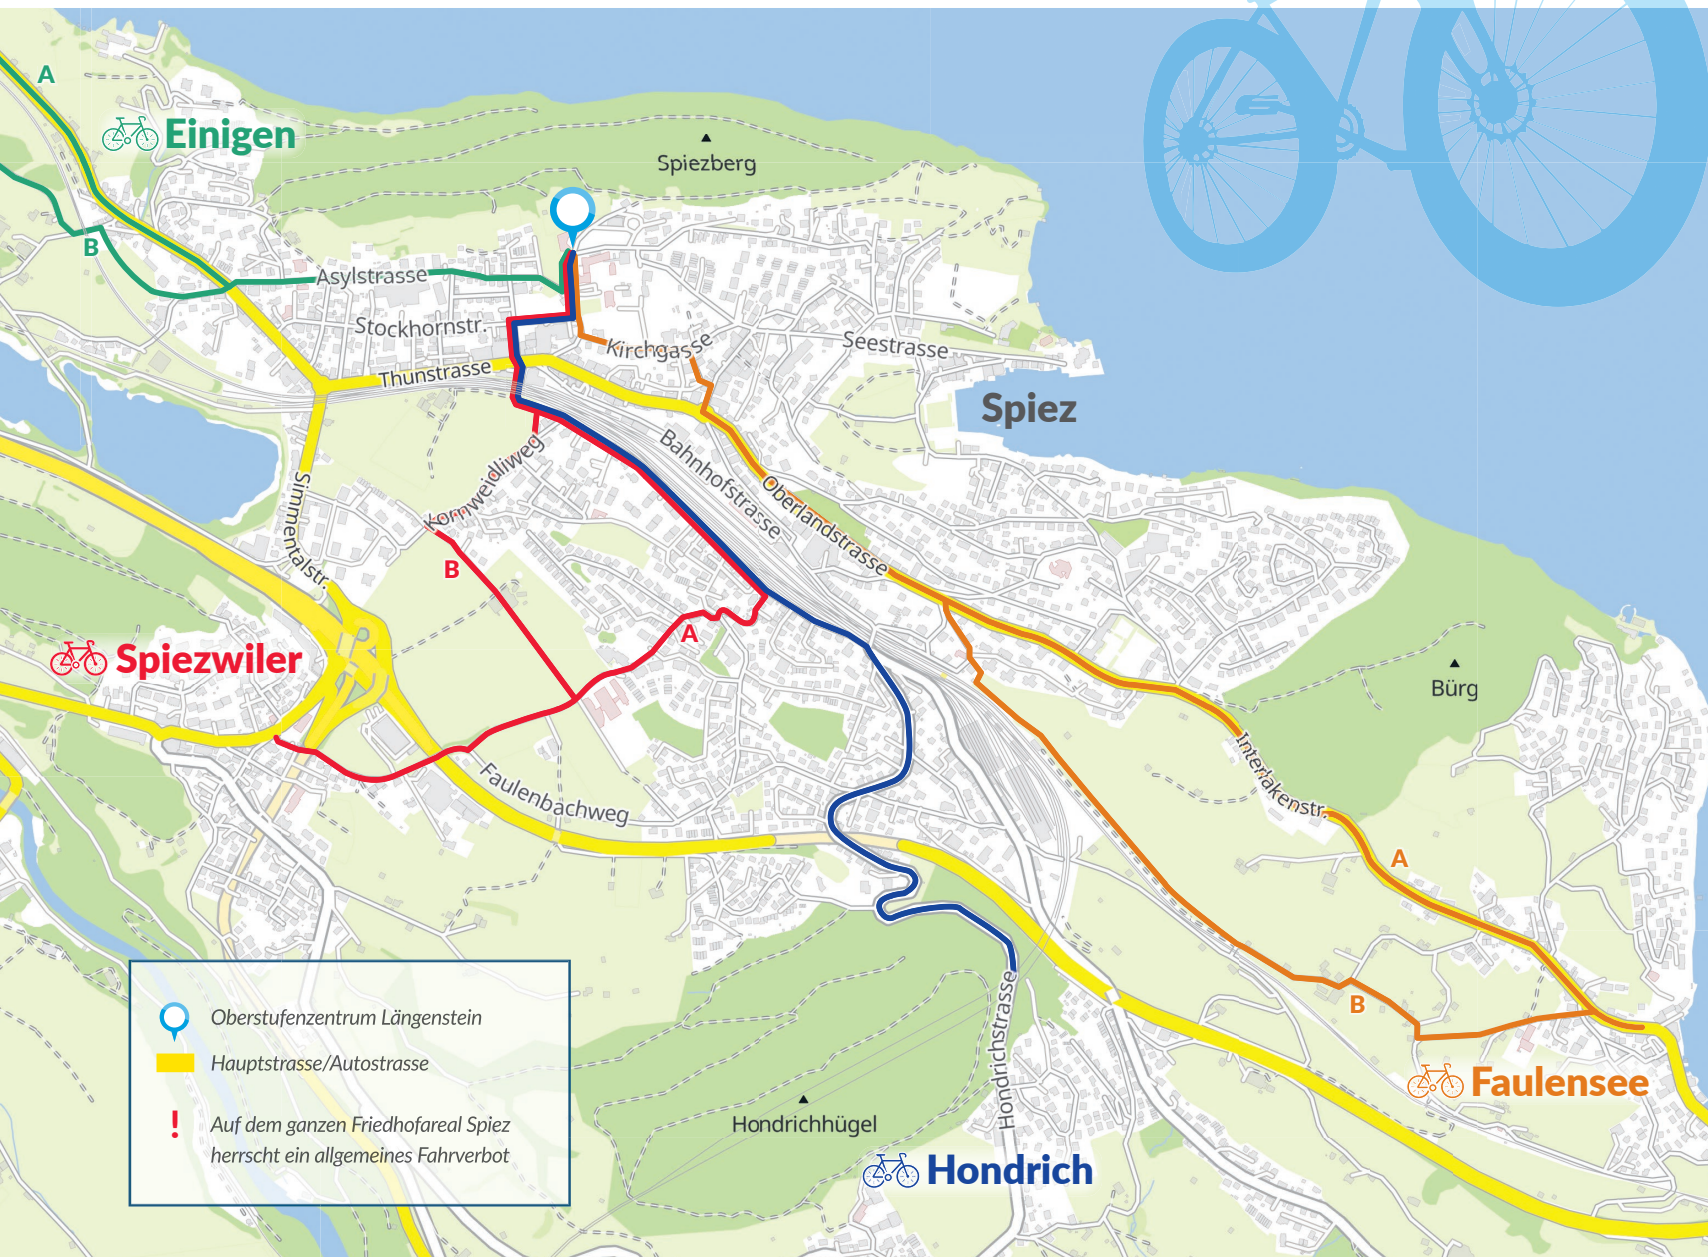 A
Einigen
Spiezberg
B
Asylstrasse
Stockhornstr.
Kirchgasse
Seestrasse
Thunstrasse
Spiez
Bahnhofstrasse
Kornweidliweg
Oberlandstrasse
Simmentalstr.
B
A
Spiezwiler
Bürg
Interlakenstr.
Faulenbachweg
A
Oberstufenzentrum Längenstein
Hauptstrasse/Autostrasse
! Auf dem ganzen Friedhofareal Spiez
herrscht ein allgemeines Fahrverbot
B
Hondrichstrasse
Faulensee
Hondrichhügel
Hondrich